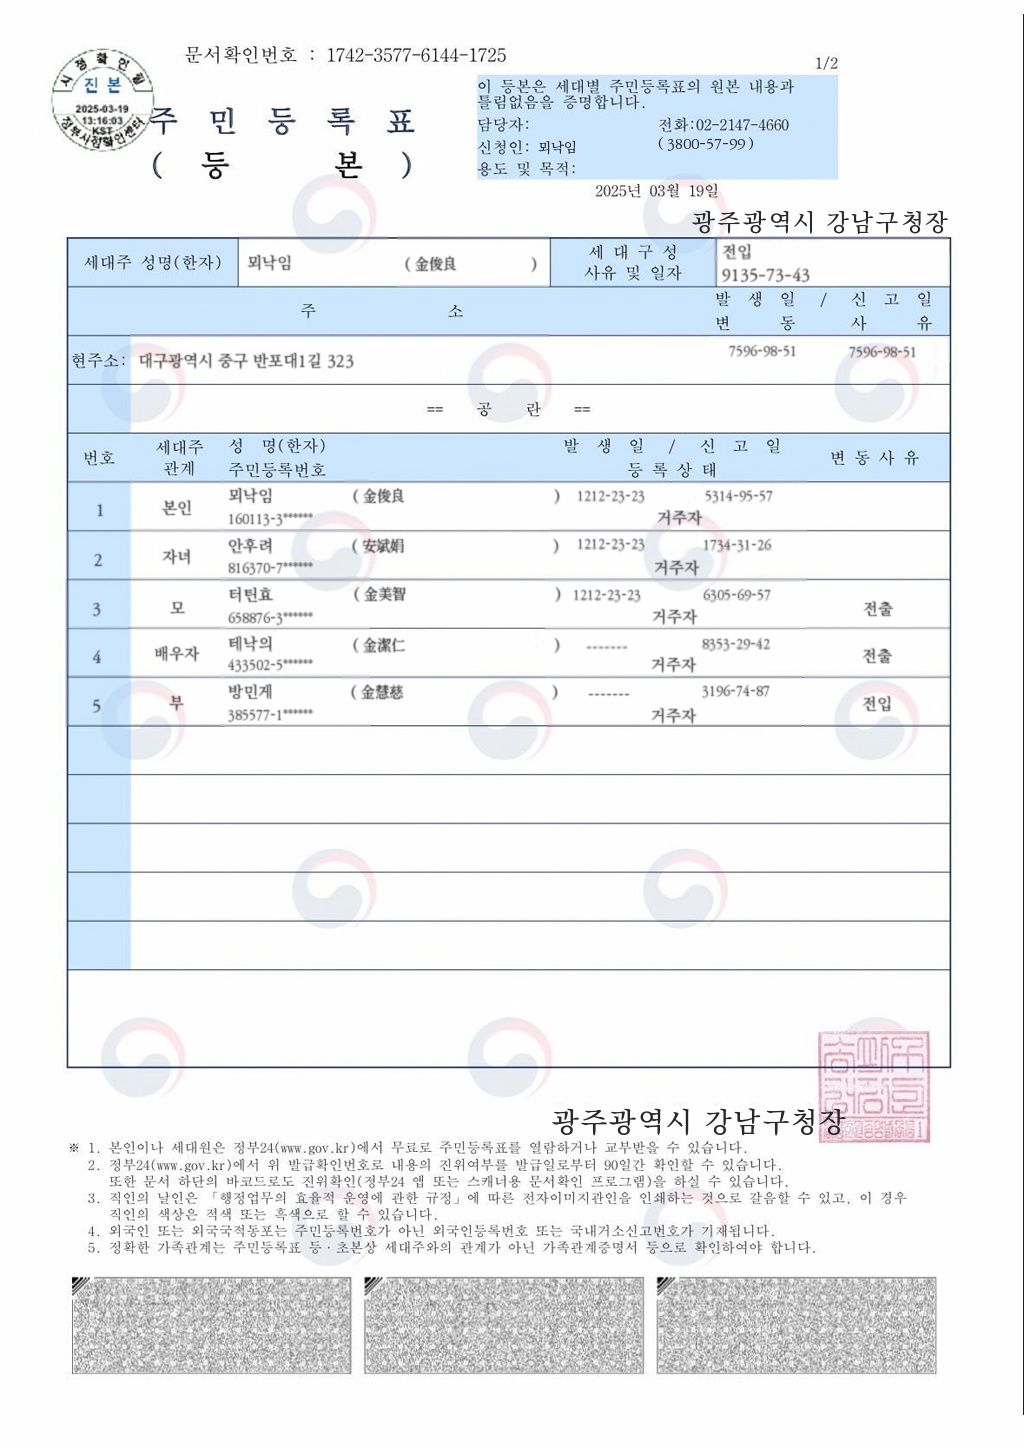 문서확인번호 : 1742-3577-6144-1725
1/2
시점확인필
진본
2025-03-19
13:16:03
KST
정부시점확인센터
주 민 등 록 표
( 등 본 )
이 등본은 세대별 주민등록표의 원본 내용과
틀림없음을 증명합니다.
담당자: 전화:02-2147-4660
신청인: 뫼낙임 (3800-57-99)
용도 및 목적:
2025년 03월 19일
광주광역시 강남구청장
세대주 성명(한자) 뫼낙임 (金俊良) 세 대 구 성 사유 및 일자 전입 9135-73-43
주 소 발 생 일 / 신 고 일
변 동 사 유
현주소: 대구광역시 중구 반포대1길 323 7596-98-51 7596-98-51
== 공 란 ==
번호 세대주 관계 성 명(한자) 주민등록번호 발 생 일 / 신 고 일 등 록 상 태 변 동 사 유
1 본인 뫼낙임 (金俊良) 1212-23-23 5314-95-57
160113-3****** 거주자
2 자녀 안후려 (安斌娟) 1212-23-23 1734-31-26
816370-7****** 거주자
3 모 터틴효 (金美智) 1212-23-23 6305-69-57
658876-3****** 거주자 전출
4 배우자 테낙의 (金潔仁) ------- 8353-29-42
433502-5****** 거주자 전출
5 부 방민게 (金慧慈) ------- 3196-74-87
385577-1****** 거주자 전입
광주광역시 강남구청장
※ 1. 본인이나 세대원은 정부24(www.gov.kr)에서 무료로 주민등록표를 열람하거나 교부받을 수 있습니다.
2. 정부24(www.gov.kr)에서 위 발급확인번호로 내용의 진위여부를 발급일로부터 90일간 확인할 수 있습니다.
또한 문서 하단의 바코드로도 진위확인(정부24 앱 또는 스캐너용 문서확인 프로그램)을 하실 수 있습니다.
3. 직인의 날인은 「행정업무의 효율적 운영에 관한 규정」에 따른 전자이미지관인을 인쇄하는 것으로 갈음할 수 있고, 이 경우
직인의 색상은 적색 또는 흑색으로 할 수 있습니다.
4. 외국인 또는 외국국적동포는 주민등록번호가 아닌 외국인등록번호 또는 국내거소신고번호가 기재됩니다.
5. 정확한 가족관계는 주민등록표 등·초본상 세대주와의 관계가 아닌 가족관계증명서 등으로 확인하여야 합니다.